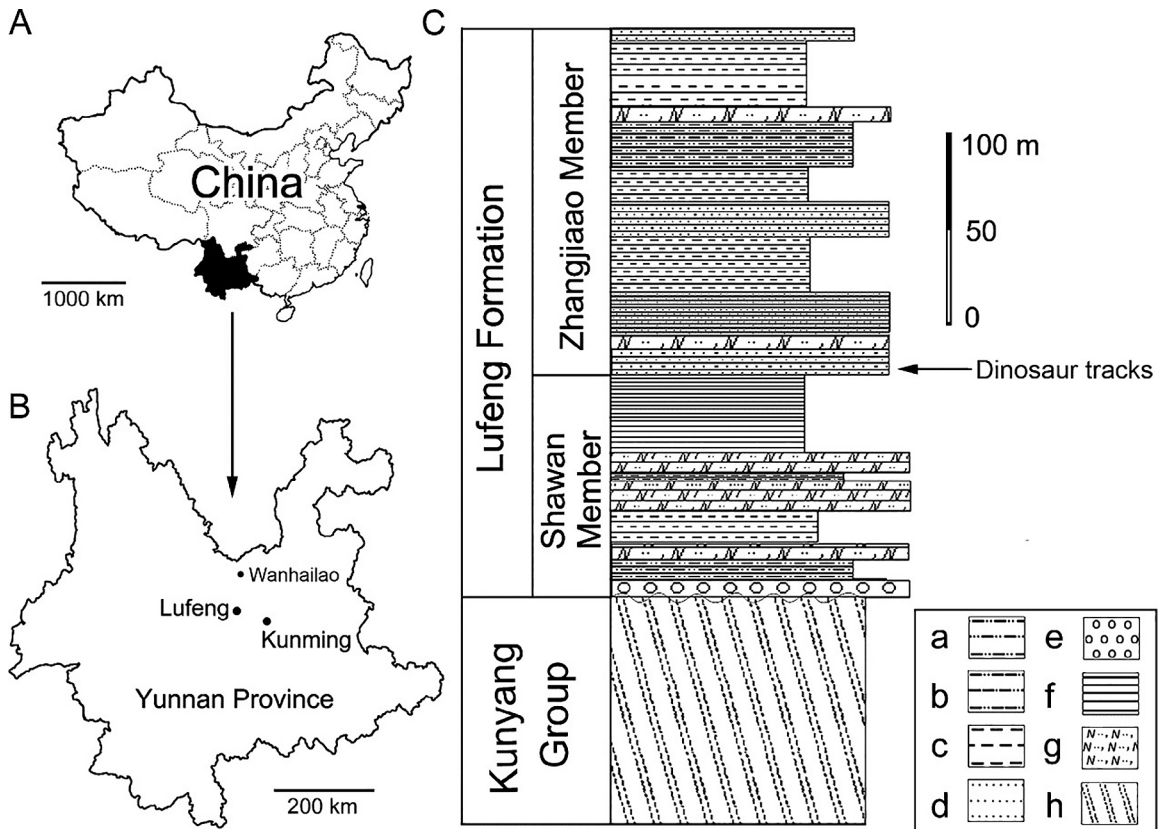 A
China
1000 km
B
Wanhailao
Lufeng
Kunming
Yunnan Province
200 km
C
Lufeng Formation
Zhangjiaao Member
Shawan
Member
Kunyang
Group
100 m
50
0
Dinosaur tracks
a
b
c
d
e
f
g
h